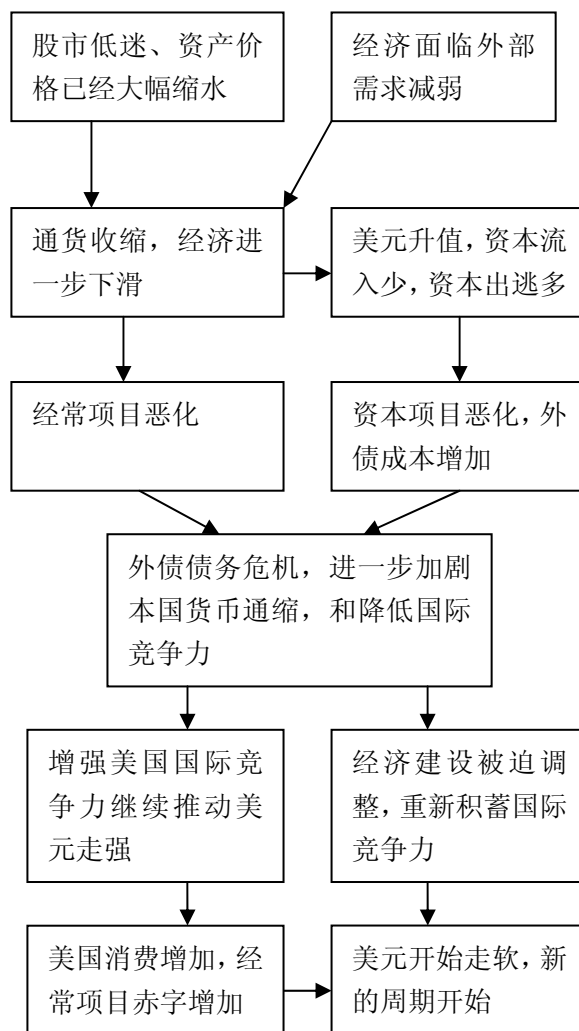 股市低迷、资产价
格已经大幅缩水
经济面临外部
需求减弱
通货收缩，经济进
一步下滑
美元升值，资本流
入少，资本出逃多
经常项目恶化
资本项目恶化，外
债成本增加
外债债务危机，进一步加剧
本国货币通缩，和降低国际
竞争力
增强美国国际竞
争力继续推动美
元走强
经济建设被迫调
整，重新积蓄国际
竞争力
美国消费增加，经
常项目赤字增加
美元开始走软，新
的周期开始